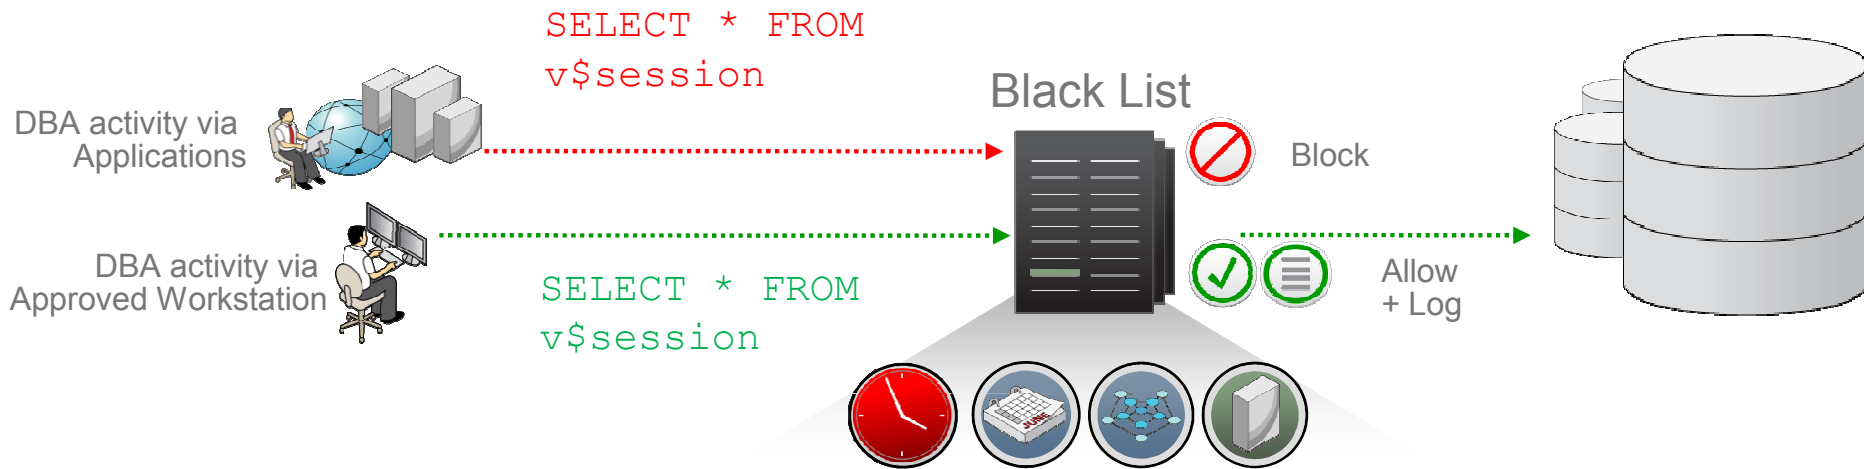 SELECT * FROM
v$session
DBA activity via
Applications
Black List
Block
DBA activity via
Approved Workstation
SELECT * FROM
v$session
Allow
+ Log
JUNE